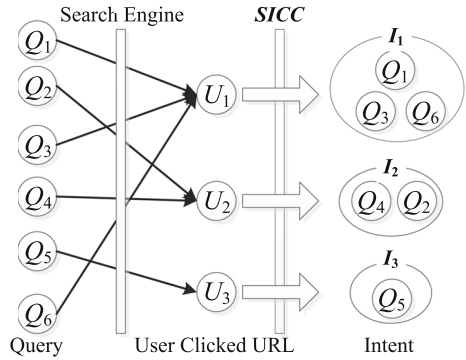 Search Engine SICC
Q1
Q2
Q3
Q4
Q5
Q6
U1
U2
U3
I1
Q1
Q3 Q6
I2
Q4 Q2
I3
Q5
Query User Clicked URL Intent